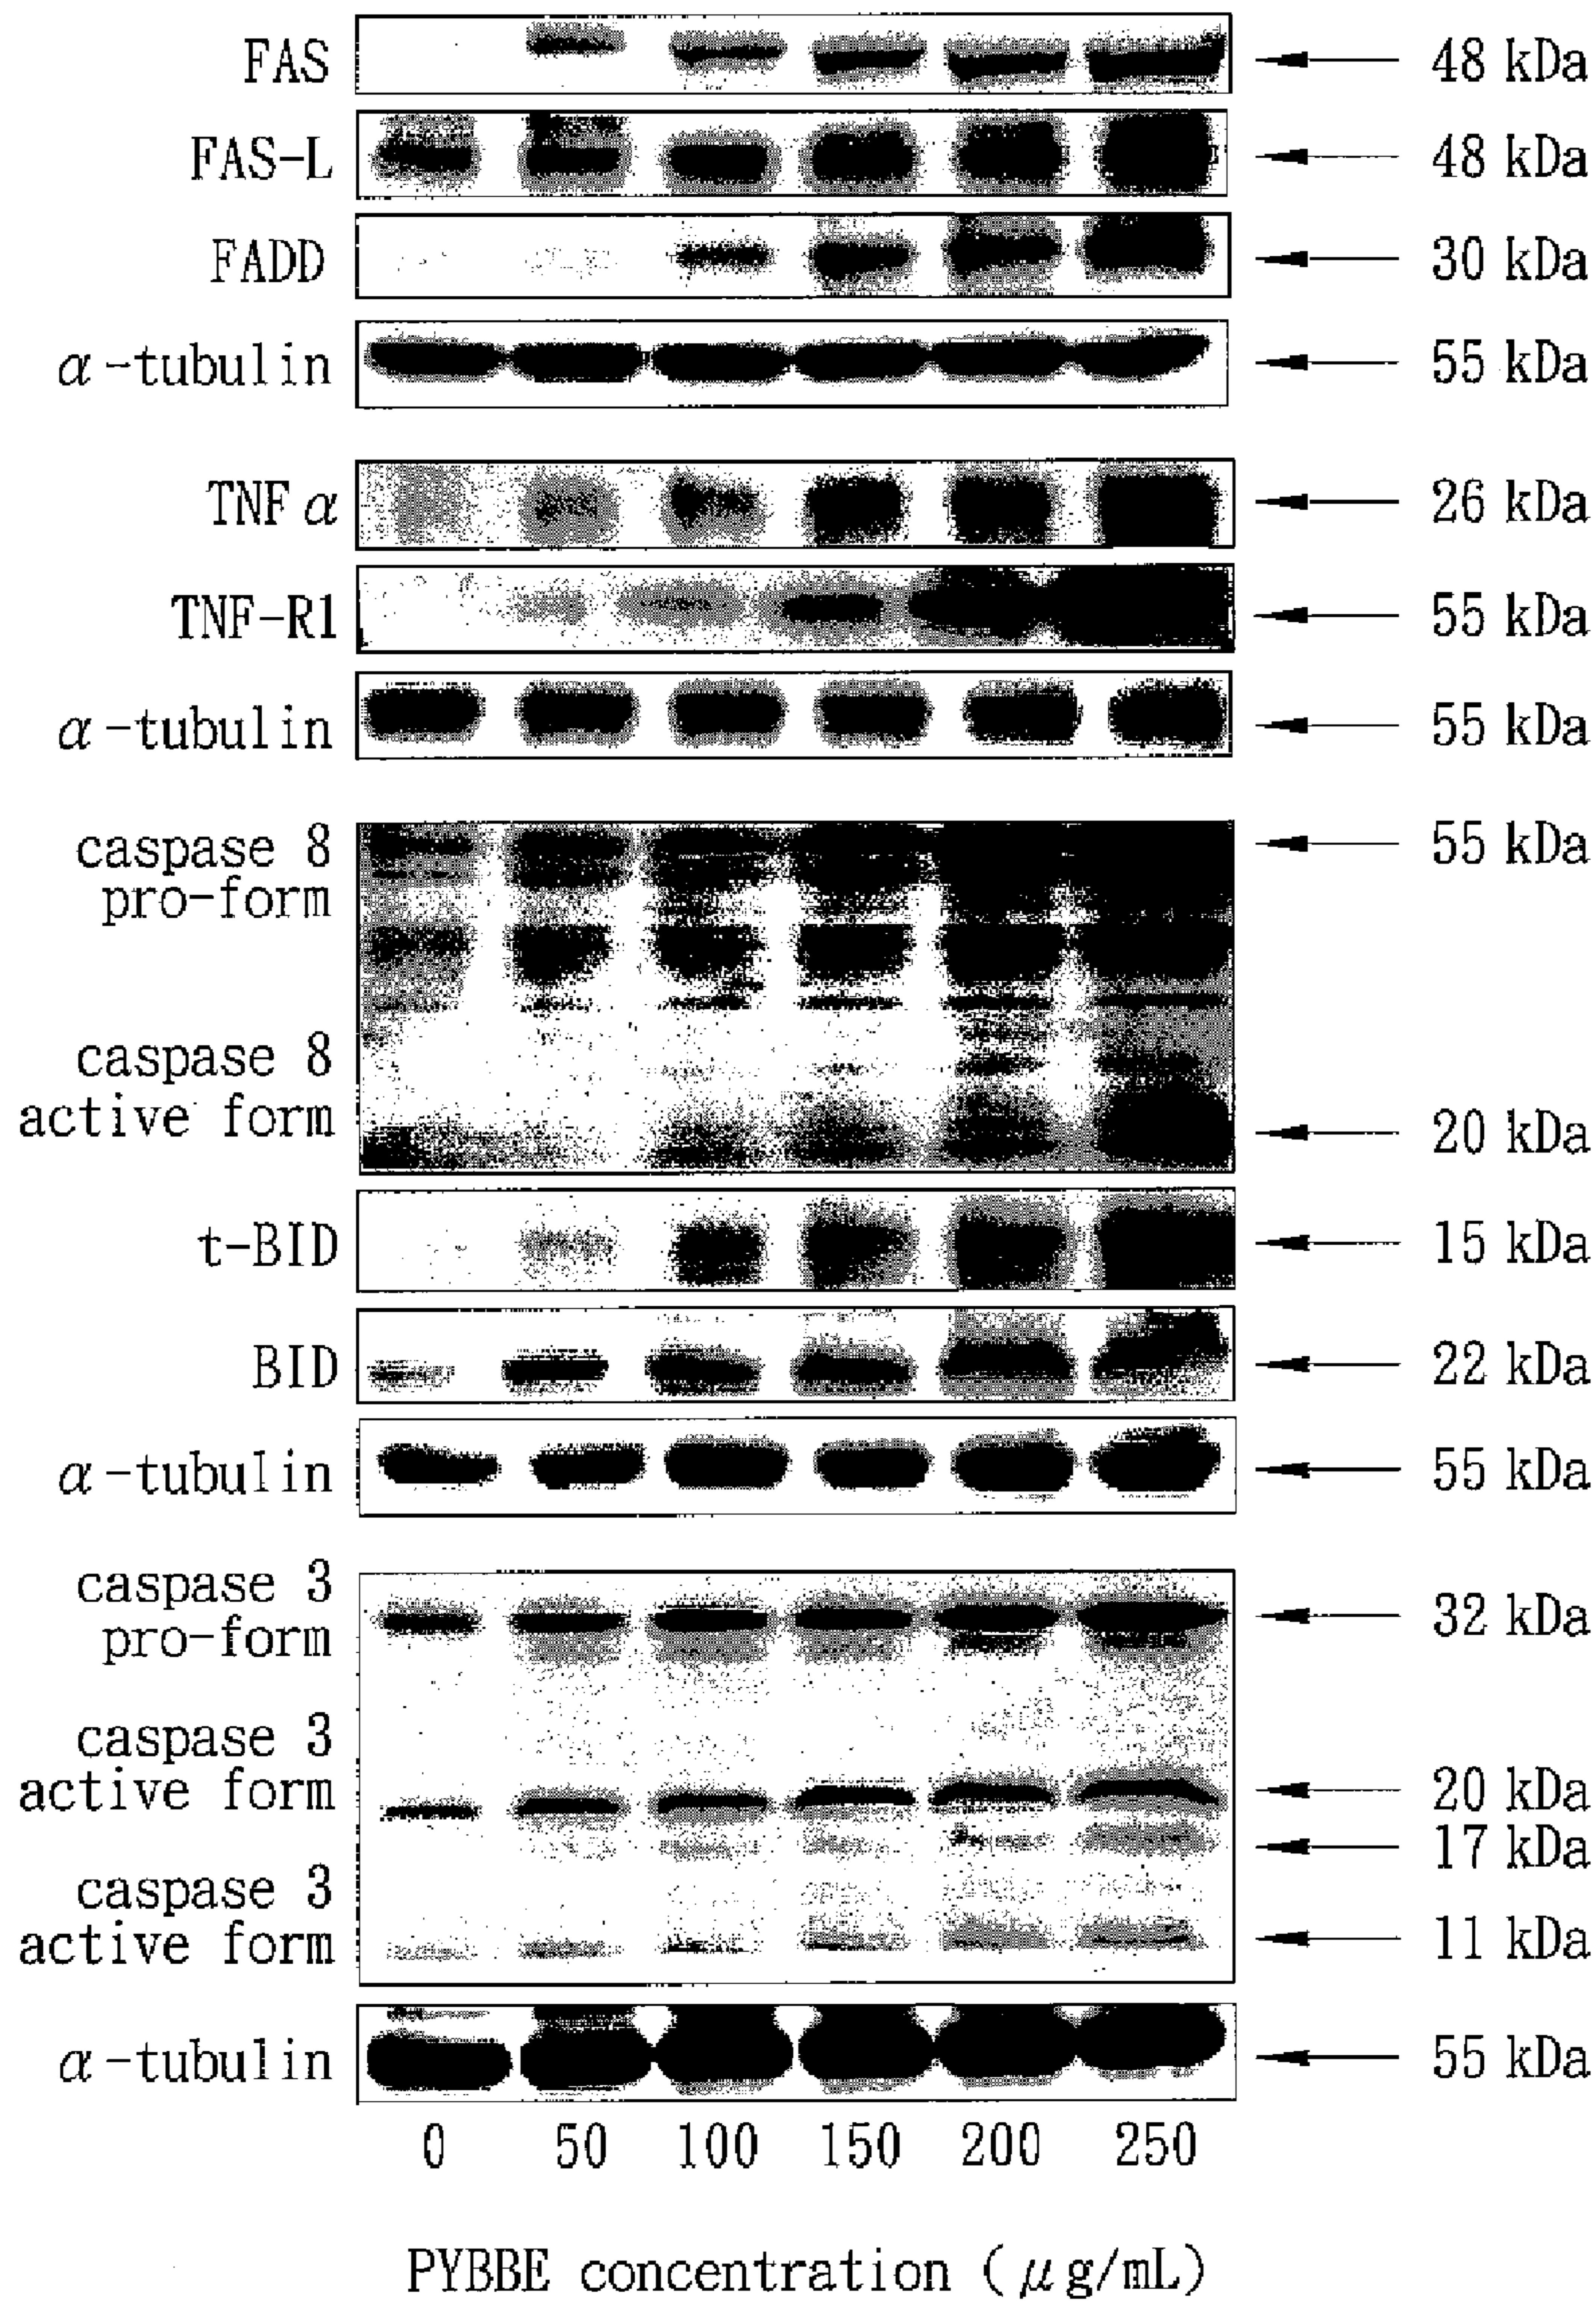 FAS 48 kDa
FAS-L 48 kDa
FADD 30 kDa
α-tubulin 55 kDa
TNF α 26 kDa
TNF-R1 55 kDa
α-tubulin 55 kDa
caspase 8 55 kDa
pro-form
caspase 8
active form 20 kDa
t-BID 15 kDa
BID 22 kDa
α-tubulin 55 kDa
caspase 3 32 kDa
pro-form
caspase 3
active form 20 kDa
17 kDa
caspase 3
active form 11 kDa
α-tubulin 55 kDa
0 50 100 150 200 250
PYBBE concentration (μg/mL)